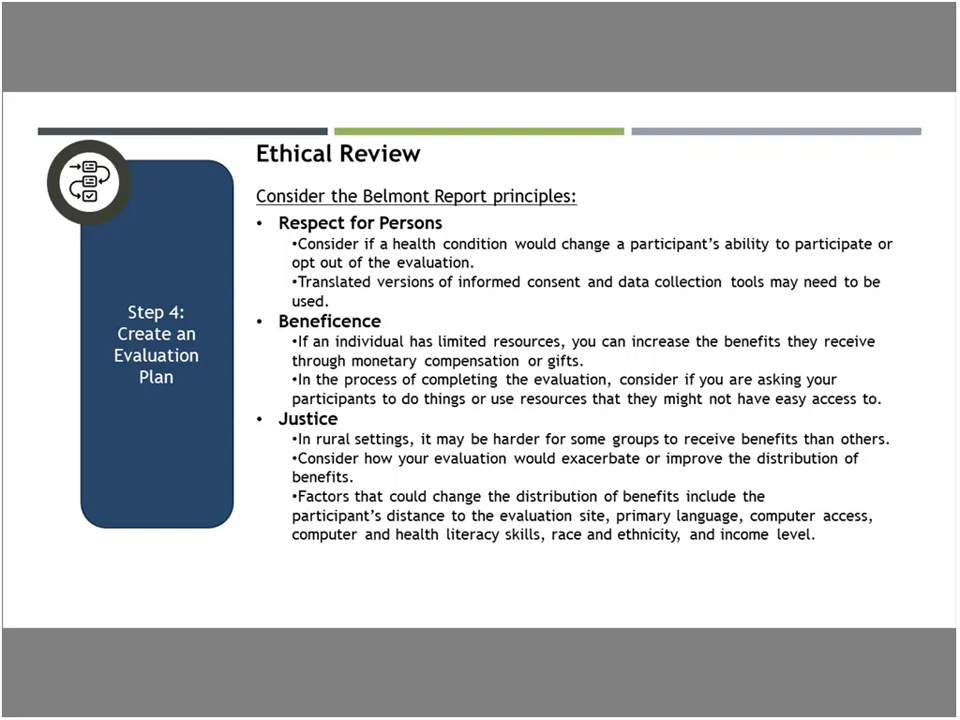 Ethical Review
Consider the Belmont Report principles:
• Respect for Persons
•Consider if a health condition would change a participant's ability to participate or
opt out of the evaluation.
•Translated versions of informed consent and data collection tools may need to be
used.
• Beneficence
•If an individual has limited resources, you can increase the benefits they receive
through monetary compensation or gifts.
•In the process of completing the evaluation, consider if you are asking your
participants to do things or use resources that they might not have easy access to.
• Justice
•In rural settings, it may be harder for some groups to receive benefits than others.
•Consider how your evaluation would exacerbate or improve the distribution of
benefits.
•Factors that could change the distribution of benefits include the
participant's distance to the evaluation site, primary language, computer access,
computer and health literacy skills, race and ethnicity, and income level.
Step 4:
Create an
Evaluation
Plan